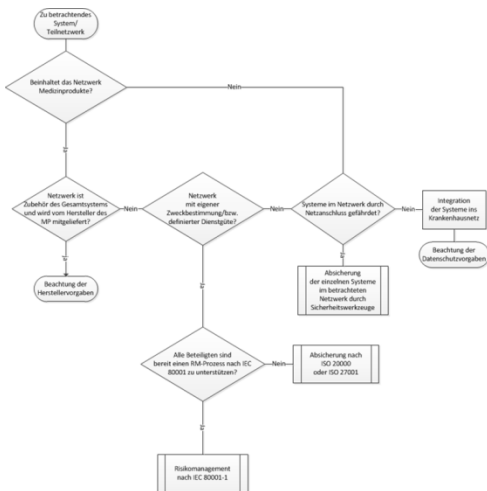 Zu betrachtendes
System/
Teilnetzwerk
Beinhaltet das Netzwerk
Medizinprodukte?
Nein
Ja
Netzwerk ist
Zubehör des Gesamtsystems
und wird vom Hersteller des
MP mitgeliefert?
Nein
Netzwerk
mit eigener
Zweckbestimmung/bzw.
definierter Dienstgüte?
Nein
Systeme im Netzwerk durch
Netzanschluss gefährdet?
Nein
Integration
der Systeme ins
Krankenhausnetz
Ja
Ja
Ja
Beachtung der
Herstellervorgaben
Absicherung
der einzelnen Systeme
im betrachteten
Netzwerk durch
Sicherheitswerkzeuge
Beachtung der
Datenschutzvorgaben
Alle Beteiligten sind
bereit einen RM-Prozess nach IEC
80001 zu unterstützen?
Nein
Absicherung nach
ISO 20000
oder ISO 27001
Ja
Risikomanagement
nach IEC 80001-1